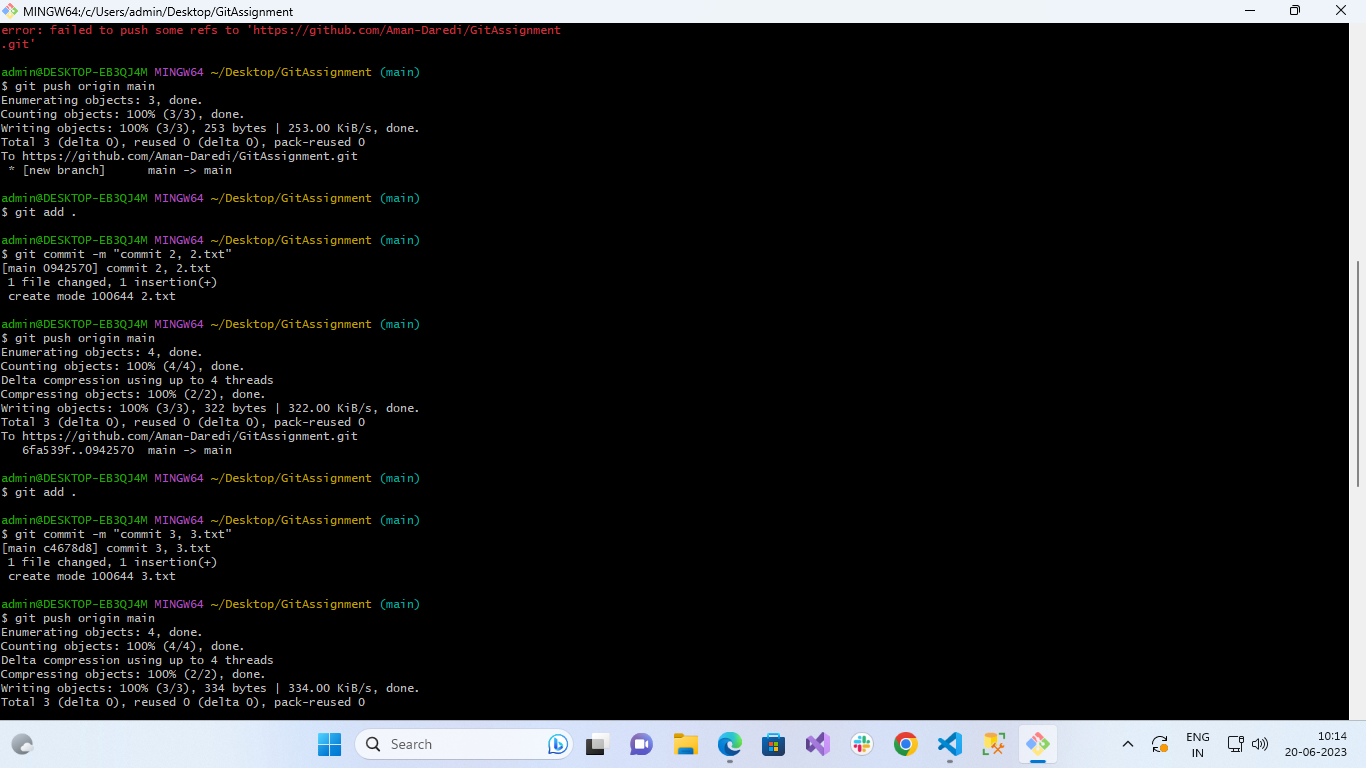 MINGW64:/c/Users/admin/Desktop/GitAssignment
error: failed to push some refs to 'https://github.com/Aman-Daredi/GitAssignment
.git'
admin@DESKTOP-EB3QJ4M MINGW64 ~/Desktop/GitAssignment (main)
$ git push origin main
Enumerating objects: 3, done.
Counting objects: 100% (3/3), done.
Writing objects: 100% (3/3), 253 bytes | 253.00 KiB/s, done.
Total 3 (delta 0), reused 0 (delta 0), pack-reused 0
To https://github.com/Aman-Daredi/GitAssignment.git
 * [new branch]      main -> main
admin@DESKTOP-EB3QJ4M MINGW64 ~/Desktop/GitAssignment (main)
$ git add .
admin@DESKTOP-EB3QJ4M MINGW64 ~/Desktop/GitAssignment (main)
$ git commit -m "commit 2, 2.txt"
[main 0942570] commit 2, 2.txt
 1 file changed, 1 insertion(+)
 create mode 100644 2.txt
admin@DESKTOP-EB3QJ4M MINGW64 ~/Desktop/GitAssignment (main)
$ git push origin main
Enumerating objects: 4, done.
Counting objects: 100% (4/4), done.
Delta compression using up to 4 threads
Compressing objects: 100% (2/2), done.
Writing objects: 100% (3/3), 322 bytes | 322.00 KiB/s, done.
Total 3 (delta 0), reused 0 (delta 0), pack-reused 0
To https://github.com/Aman-Daredi/GitAssignment.git
   6fa539f..0942570  main -> main
admin@DESKTOP-EB3QJ4M MINGW64 ~/Desktop/GitAssignment (main)
$ git add .
admin@DESKTOP-EB3QJ4M MINGW64 ~/Desktop/GitAssignment (main)
$ git commit -m "commit 3, 3.txt"
[main c4678d8] commit 3, 3.txt
 1 file changed, 1 insertion(+)
 create mode 100644 3.txt
admin@DESKTOP-EB3QJ4M MINGW64 ~/Desktop/GitAssignment (main)
$ git push origin main
Enumerating objects: 4, done.
Counting objects: 100% (4/4), done.
Delta compression using up to 4 threads
Compressing objects: 100% (2/2), done.
Writing objects: 100% (3/3), 334 bytes | 334.00 KiB/s, done.
Total 3 (delta 0), reused 0 (delta 0), pack-reused 0
Search
ENG
IN
10:14
20-06-2023